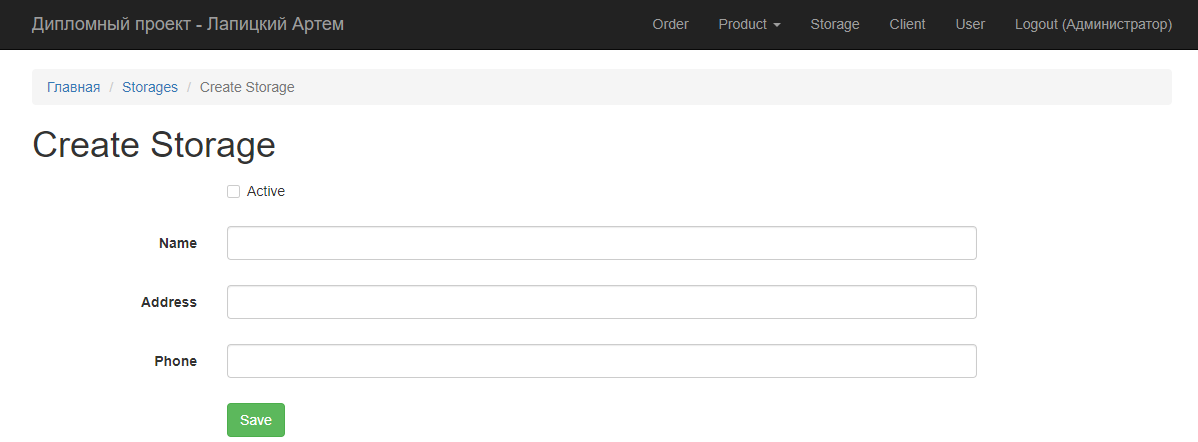 Дипломный проект - Лапицкий Артем Order Product Storage Client User Logout (Администратор)
Главная / Storages / Create Storage
Create Storage
Active
Name
Address
Phone
Save